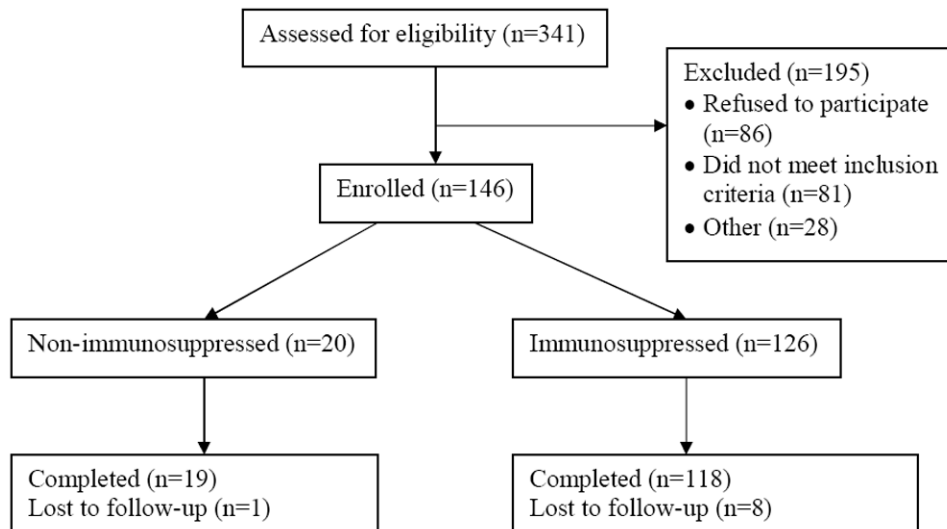 Assessed for eligibility (n=341)
Excluded (n=195)
• Refused to participate
(n=86)
• Did not meet inclusion
criteria (n=81)
• Other (n=28)
Enrolled (n=146)
Non-immunosuppressed (n=20)
Immunosuppressed (n=126)
Completed (n=19)
Lost to follow-up (n=1)
Completed (n=118)
Lost to follow-up (n=8)